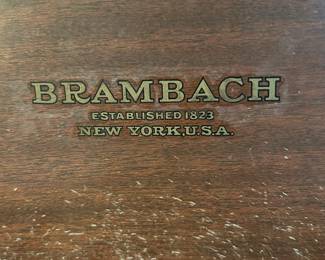 BRAMBACH
ESTABLISHED 1823
NEW YORK, U.S.A.